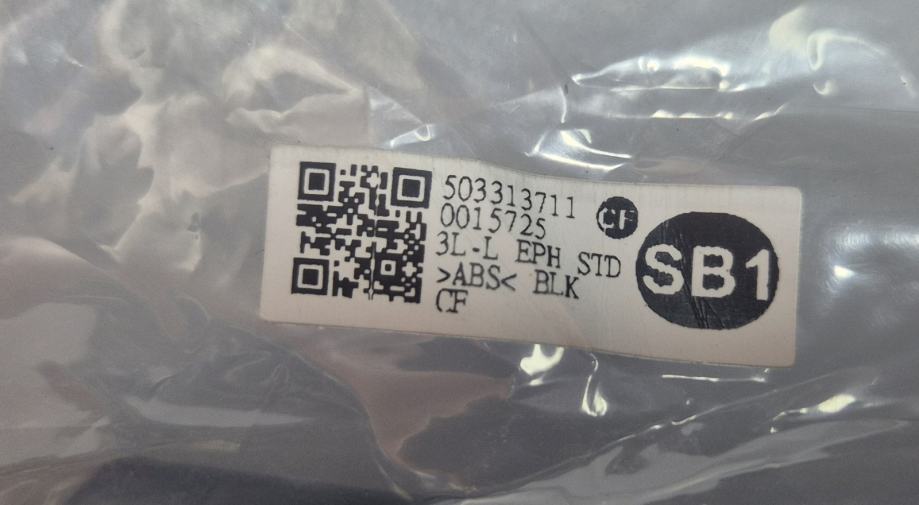 503313711
0015725
3L-L EPH STD
>ABS< BLK
CF
CF
SB1